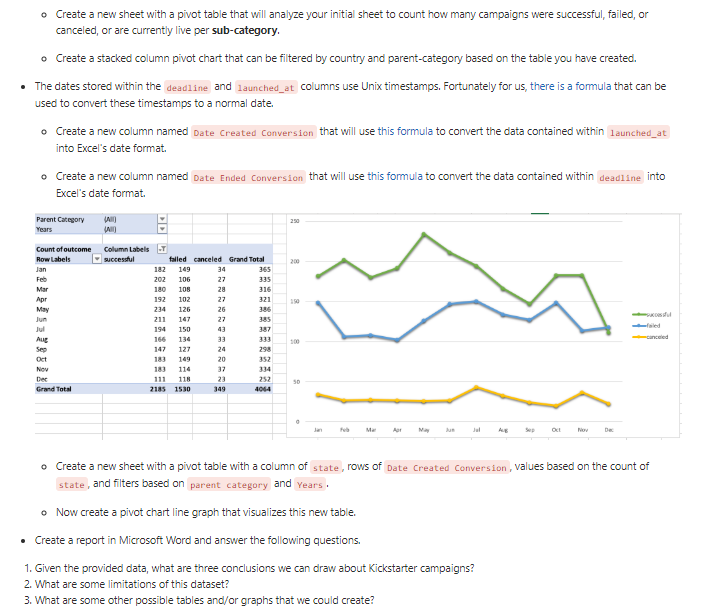 Create a new sheet with a pivot table that will analyze your initial sheet to count how many campaigns were successful, failed, or
canceled, or are currently live per sub-category.
Create a stacked column pivot chart that can be filtered by country and parent-category based on the table you have created.
The dates stored within the deadline and launched_at columns use Unix timestamps. Fortunately for us, there is a formula that can be
used to convert these timestamps to a normal date.
Create a new column named Date Created Conversion that will use this formula to convert the data contained within launched_at
into Excel's date format.
Create a new column named Date Ended Conversion that will use this formula to convert the data contained within deadline into
Excel's date format.
Parent Category (All)
Years (All)
Count of outcome Column Labels
Row Labels successful failed canceled Grand Total
Jan 182 149 34 365
Feb 202 106 27 335
Mar 180 108 28 316
Apr 192 102 27 321
May 234 126 26 386
Jun 211 147 27 385
Jul 194 150 43 387
Aug 166 134 33 333
Sep 147 127 24 298
Oct 183 149 20 352
Nov 183 114 37 334
Dec 111 118 23 252
Grand Total 2185 1530 349 4064
250
200
150
100
50
0
Jan Feb Mar Apr May Jun Jul Aug Sep Oct Nov Dec
successful
failed
canceled
Create a new sheet with a pivot table with a column of state, rows of Date Created Conversion, values based on the count of
state, and filters based on parent category and Years.
Now create a pivot chart line graph that visualizes this new table.
Create a report in Microsoft Word and answer the following questions.
1. Given the provided data, what are three conclusions we can draw about Kickstarter campaigns?
2. What are some limitations of this dataset?
3. What are some other possible tables and/or graphs that we could create?